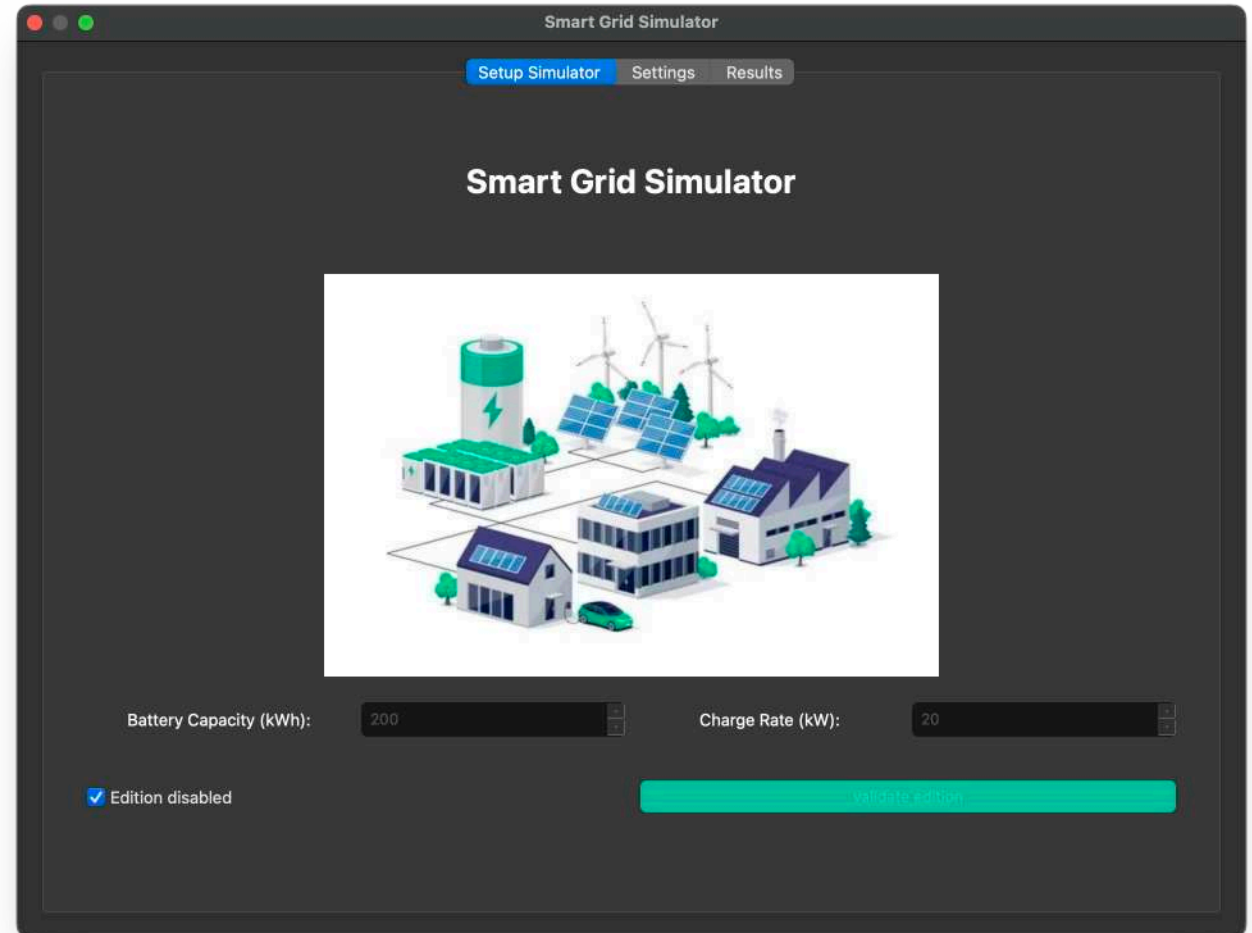 Smart Grid Simulator
Setup Simulator Settings Results
Smart Grid Simulator
Battery Capacity (kWh): 200 Charge Rate (kW): 20
Edition disabled Validate edition